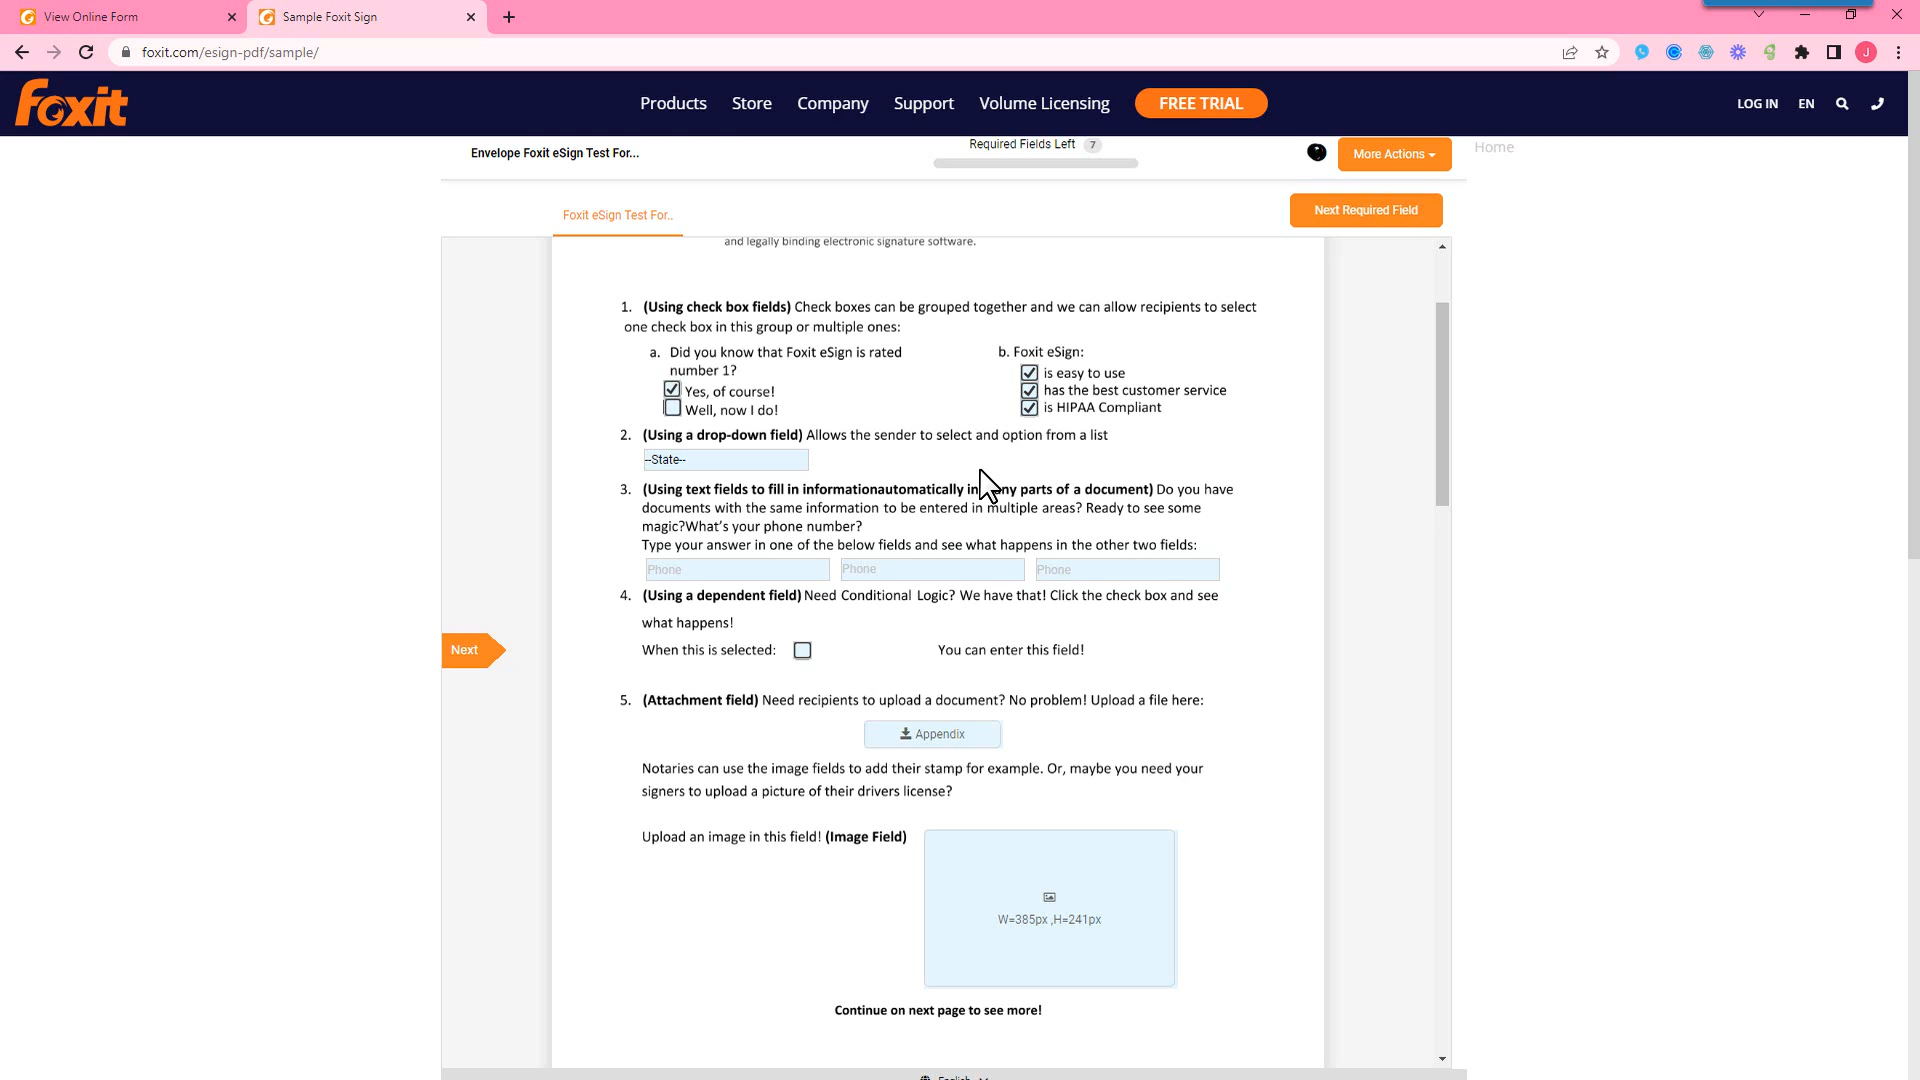 View Online Form
Sample Foxit Sign
foxit.com/esign-pdf/sample/
J
Foxit
Products
Store
Company
Support
Volume Licensing
FREE TRIAL
LOG IN
EN
Envelope Foxit eSign Test For...
Required Fields Left 7
More Actions
Home
Foxit eSign Test For..
Next Required Field
and legally binding electronic signature software.
1. (Using check box fields) Check boxes can be grouped together and we can allow recipients to select
one check box in this group or multiple ones:
a. Did you know that Foxit eSign is rated
number 1?
Yes, of course!
Well, now I do!
b. Foxit eSign:
is easy to use
has the best customer service
is HIPAA Compliant
2. (Using a drop-down field) Allows the sender to select and option from a list
--State--
3. (Using text fields to fill in informationautomatically in parts of a document) Do you have
documents with the same information to be entered in multiple areas? Ready to see some
magic?What's your phone number?
Type your answer in one of the below fields and see what happens in the other two fields:
Phone
Phone
Phone
4. (Using a dependent field) Need Conditional Logic? We have that! Click the check box and see
what happens!
When this is selected:
You can enter this field!
Next
5. (Attachment field) Need recipients to upload a document? No problem! Upload a file here:
Appendix
Notaries can use the image fields to add their stamp for example. Or, maybe you need your
signers to upload a picture of their drivers license?
Upload an image in this field! (Image Field)
W=385px ,H=241px
Continue on next page to see more!
English